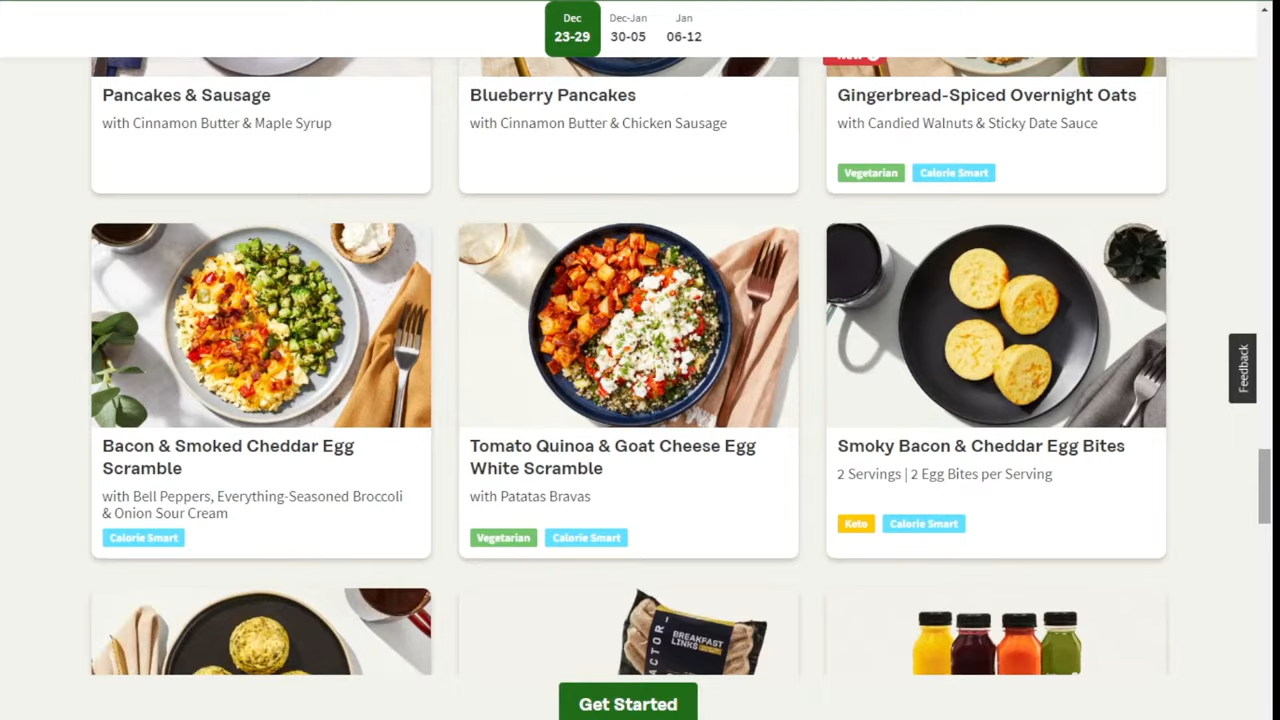 Dec
23-29
Dec-Jan
30-05
Jan
06-12
Pancakes & Sausage
with Cinnamon Butter & Maple Syrup
Blueberry Pancakes
with Cinnamon Butter & Chicken Sausage
Gingerbread-Spiced Overnight Oats
with Candied Walnuts & Sticky Date Sauce
Vegetarian
Calorie Smart
Bacon & Smoked Cheddar Egg
Scramble
with Bell Peppers, Everything-Seasoned Broccoli
& Onion Sour Cream
Calorie Smart
Tomato Quinoa & Goat Cheese Egg
White Scramble
with Patatas Bravas
Vegetarian
Calorie Smart
Smoky Bacon & Cheddar Egg Bites
2 Servings | 2 Egg Bites per Serving
Keto
Calorie Smart
Feedback
BREAKFAST
LINKS
Get Started